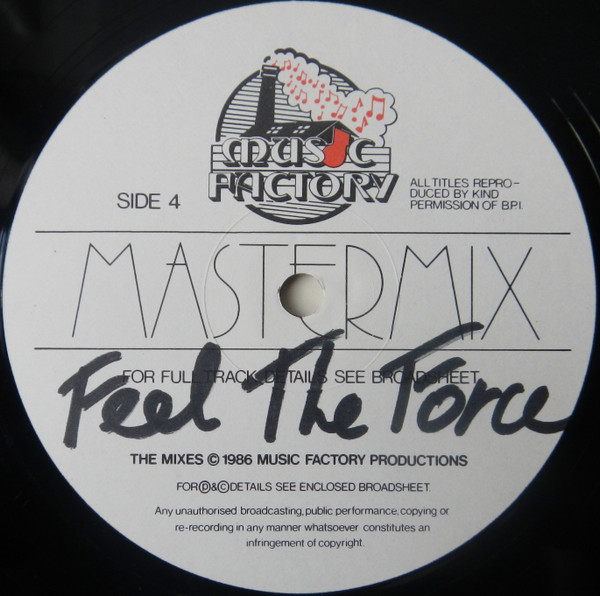 MUSIC
FACTORY
SIDE 4
ALL TITLES REPRO-
DUCED BY KIND
PERMISSION OF B.P.I.
MASTERMIX
FOR FULL TRACK DETAILS SEE BROADSHEET
Feel The Force
THE MIXES © 1986 MUSIC FACTORY PRODUCTIONS
FOR Ⓟ&© DETAILS SEE ENCLOSED BROADSHEET.
Any unauthorised broadcasting, public performance, copying or
re-recording in any manner whatsoever constitutes an
infringement of copyright.